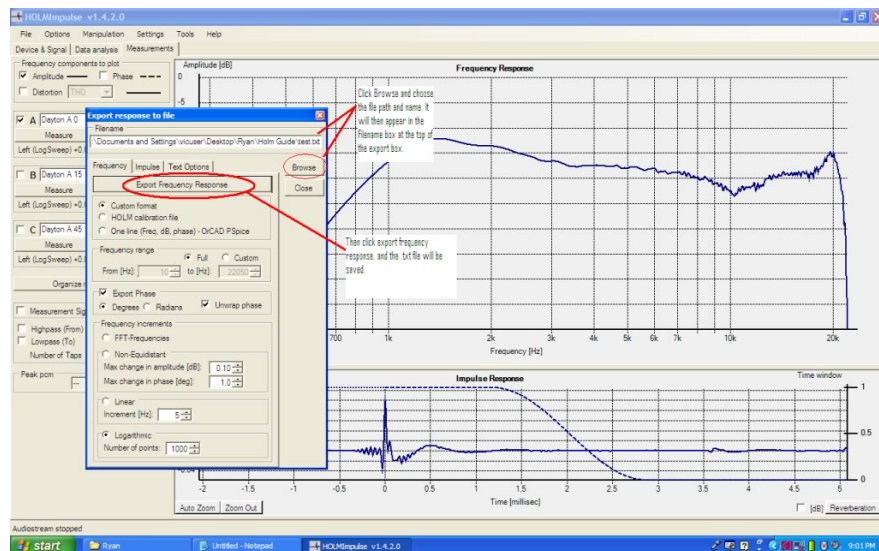 HOLMImpulse v1.4.2.0
File Options Manipulation Settings Tools Help
Device & Signal Data analysis Measurements
Frequency components to plot
Amplitude Phase
Distortion THD
A Dayton A 0
Measure
Left (LogSweep) +0.
B Dayton A 15
Measure
Left (LogSweep) +0.
C Dayton A 45
Measure
Left (LogSweep) +0.
Organize
Measurement Sig
Highpass (From)
Lowpass (To)
Number of Taps
Peak pcm
Export response to file
Filename
\Documents and Settings\vicuser\Desktop\Ryan\Holm Guide\test.txt
Frequency Impulse Text Options
Browse
Export Frequency Response
Close
Custom format
HOLM calibration file
One line (Freq, dB, phase) - OrCAD PSpice
Frequency range
Full Custom
From [Hz]: 10 to [Hz]: 22050
Export Phase
Degrees Radians Unwrap phase
Frequency increments
FFT-Frequencies
Non-Equidistant
Max change in amplitude [dB]: 0.10
Max change in phase [deg]: 1.0
Linear
Increment [Hz]: 5
Logarithmic
Number of points: 1000
Amplitude [dB]
Frequency Response
0
-5
Click Browse and choose
the file path and name. It
will then appear in the
Filename box at the top of
the export box.
Then click export frequency
response, and the .txt file will be
saved.
700 1k 2k 3k 4k 5k 6k 7k 10k 20k
Frequency [Hz]
Impulse Response
Time window
1
0.5
0
-0.04
-2 -1.5 -1 -0.5 0 0.5 1 1.5 2 2.5 3 3.5 4 4.5 5
Time [millisec]
Auto Zoom Zoom Out
[dB] Reverberation
Audiostream stopped
start Ryan Untitled - Notepad HOLMImpulse v1.4.2.0 9:01 PM